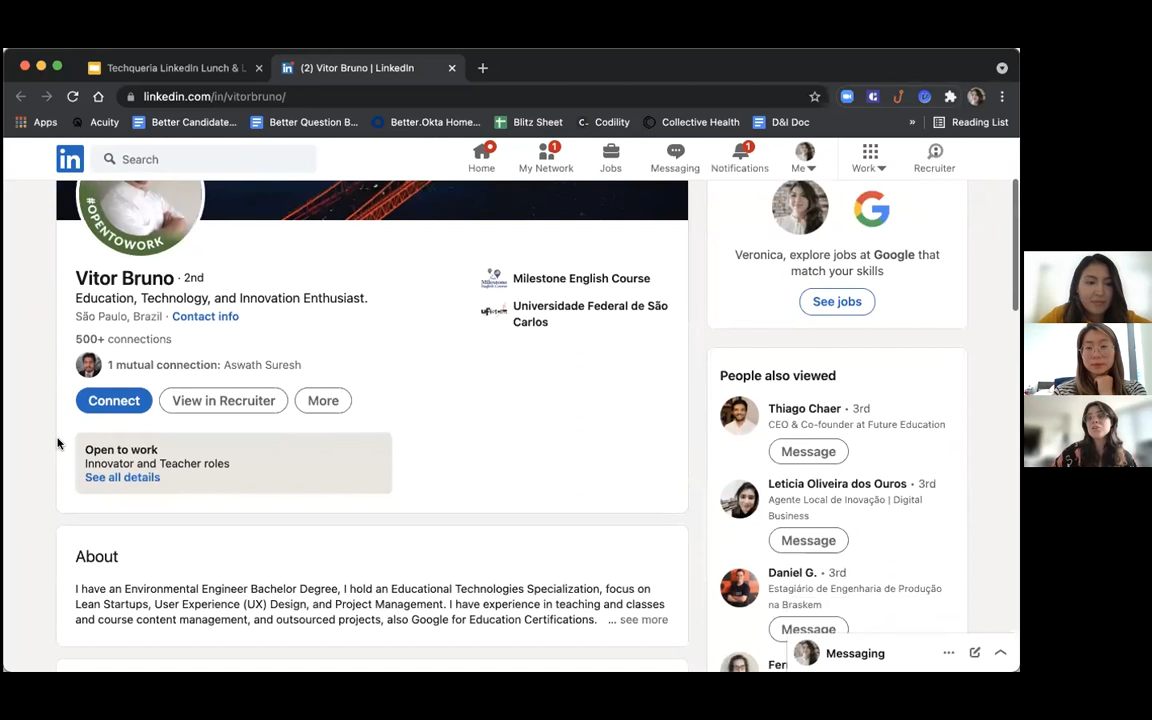 Techqueria LinkedIn Lunch & L
(2) Vitor Bruno | LinkedIn
linkedin.com/in/vitorbruno/
Apps
Acuity
Better Candidate...
Better Question B...
Better.Okta Home...
Blitz Sheet
Codility
Collective Health
D&I Doc
»
Reading List
in
Search
Home
1
My Network
Jobs
Messaging
1
Notifications
Me
Work
Recruiter
#OPENTOWORK
Vitor Bruno · 2nd
Education, Technology, and Innovation Enthusiast.
São Paulo, Brazil · Contact info
500+ connections
1 mutual connection: Aswath Suresh
Connect
View in Recruiter
More
Milestone English Course
Universidade Federal de São
Carlos
Open to work
Innovator and Teacher roles
See all details
About
I have an Environmental Engineer Bachelor Degree, I hold an Educational Technologies Specialization, focus on
Lean Startups, User Experience (UX) Design, and Project Management. I have experience in teaching and classes
and course content management, and outsourced projects, also Google for Education Certifications. ... see more
Veronica, explore jobs at Google that
match your skills
See jobs
People also viewed
Thiago Chaer · 3rd
CEO & Co-founder at Future Education
Message
Leticia Oliveira dos Ouros · 3rd
Agente Local de Inovação | Digital
Business
Message
Daniel G. · 3rd
Estagiário de Engenharia de Produção
na Braskem
Message
Messaging